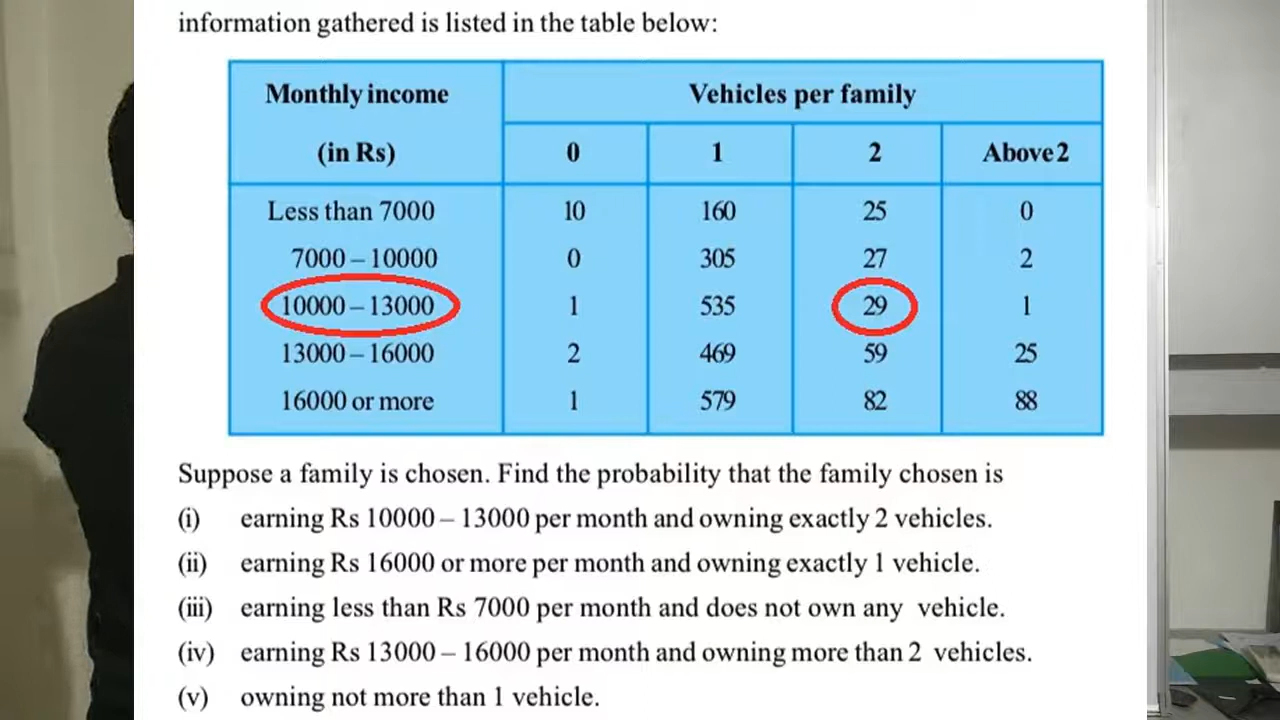 information gathered is listed in the table below:
Monthly income Vehicles per family
(in Rs) 0 1 2 Above 2
Less than 7000 10 160 25 0
7000 – 10000 0 305 27 2
10000 – 13000 1 535 29 1
13000 – 16000 2 469 59 25
16000 or more 1 579 82 88
Suppose a family is chosen. Find the probability that the family chosen is
(i) earning Rs 10000 – 13000 per month and owning exactly 2 vehicles.
(ii) earning Rs 16000 or more per month and owning exactly 1 vehicle.
(iii) earning less than Rs 7000 per month and does not own any vehicle.
(iv) earning Rs 13000 – 16000 per month and owning more than 2 vehicles.
(v) owning not more than 1 vehicle.